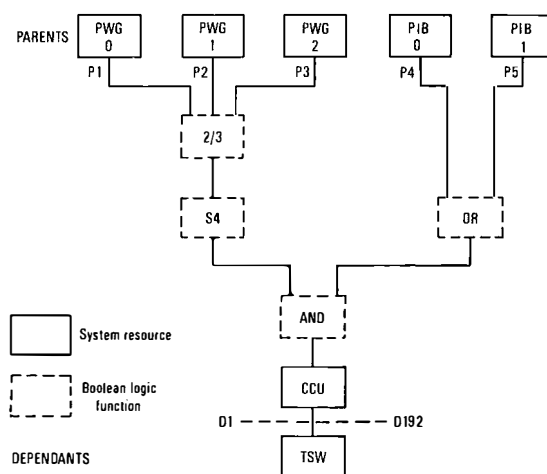 PARENTS
PWG 0
PWG 1
PWG 2
PIB 0
PIB 1
P1
P2
P3
P4
P5
2/3
S4
OR
AND
System resource
CCU
Boolean logic
function
D1
D192
DEPENDANTS
TSW